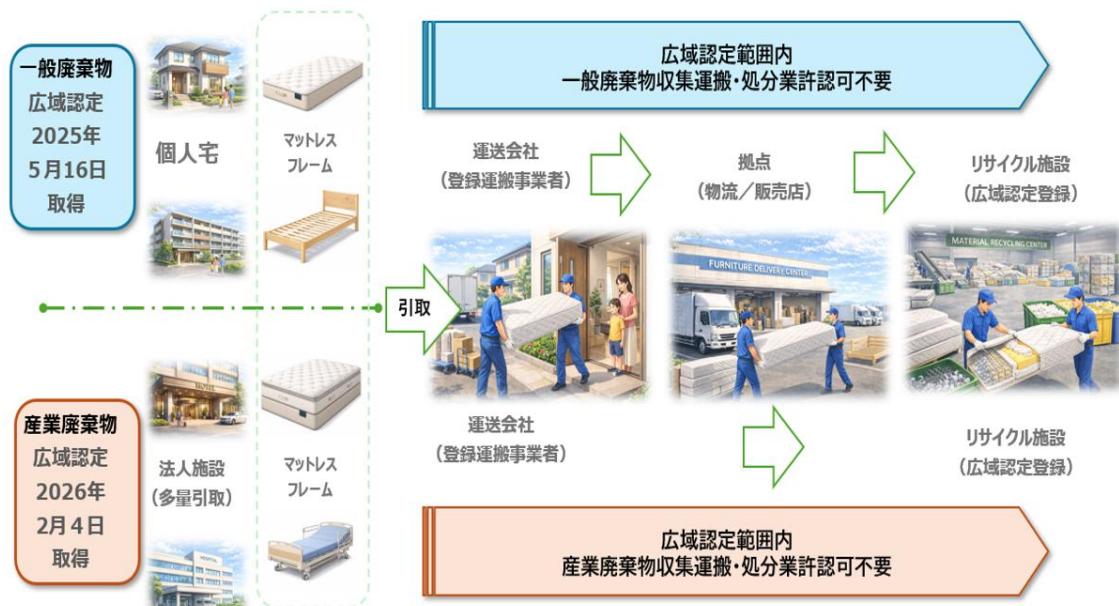 一般廃棄物
広域認定
2025年
5月16日
取得
個人宅
マットレス
フレーム
広域認定範囲内
一般廃棄物収集運搬・処分業許認可不要
運送会社
(登録運搬事業者)
拠点
(物流／販売店)
リサイクル施設
(広域認定登録)
引取
FURNITURE DELIVERY CENTER
MATERIAL RECYCLING CENTER
産業廃棄物
広域認定
2026年
2月4日
取得
法人施設
(多量引取)
HOSPITAL
マットレス
フレーム
運送会社
(登録運搬事業者)
リサイクル施設
(広域認定登録)
広域認定範囲内
産業廃棄物収集運搬・処分業許認可不要